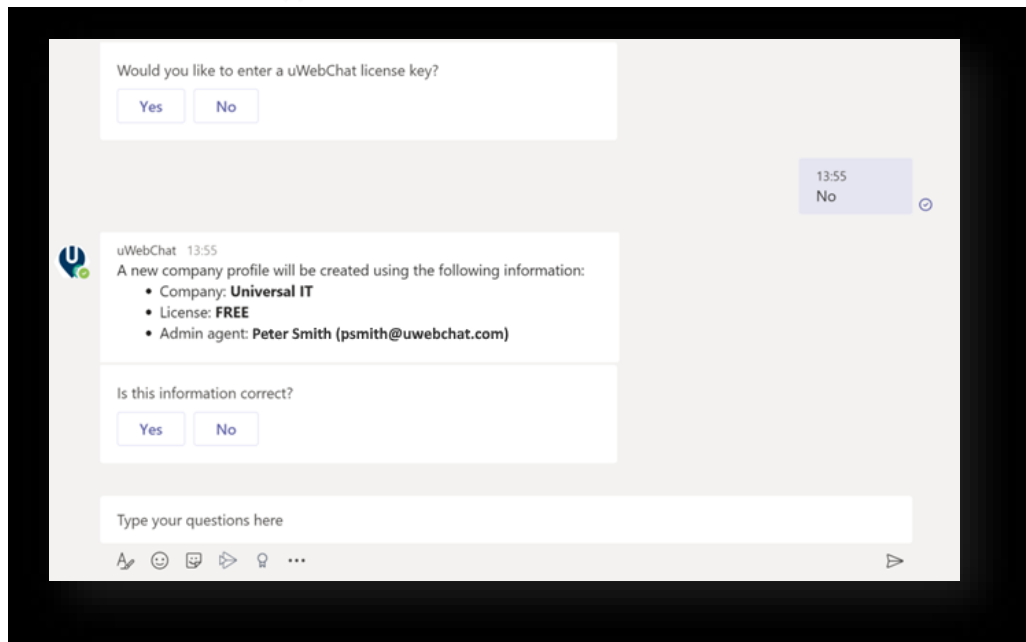 Would you like to enter a uWebChat license key?
Yes No
13:55
No
uWebChat 13:55
A new company profile will be created using the following information:
• Company: Universal IT
• License: FREE
• Admin agent: Peter Smith (psmith@uwebchat.com)
Is this information correct?
Yes No
Type your questions here